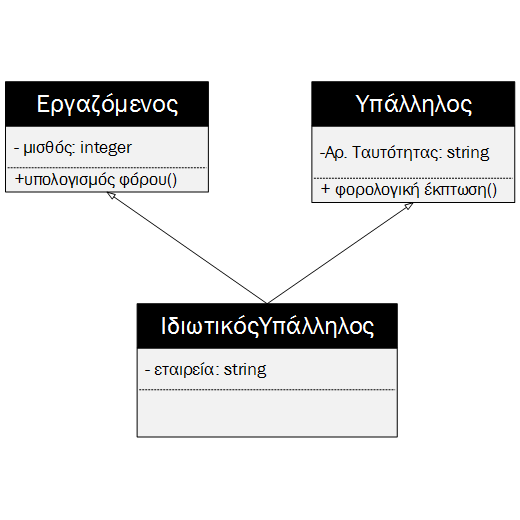 Εργαζόμενος
- μισθός: integer
+υπολογισμός φόρου()
Υπάλληλος
-Αρ. Ταυτότητας: string
+ φορολογική έκπτωση()
ΙδιωτικόςΥπάλληλος
- εταιρεία: string